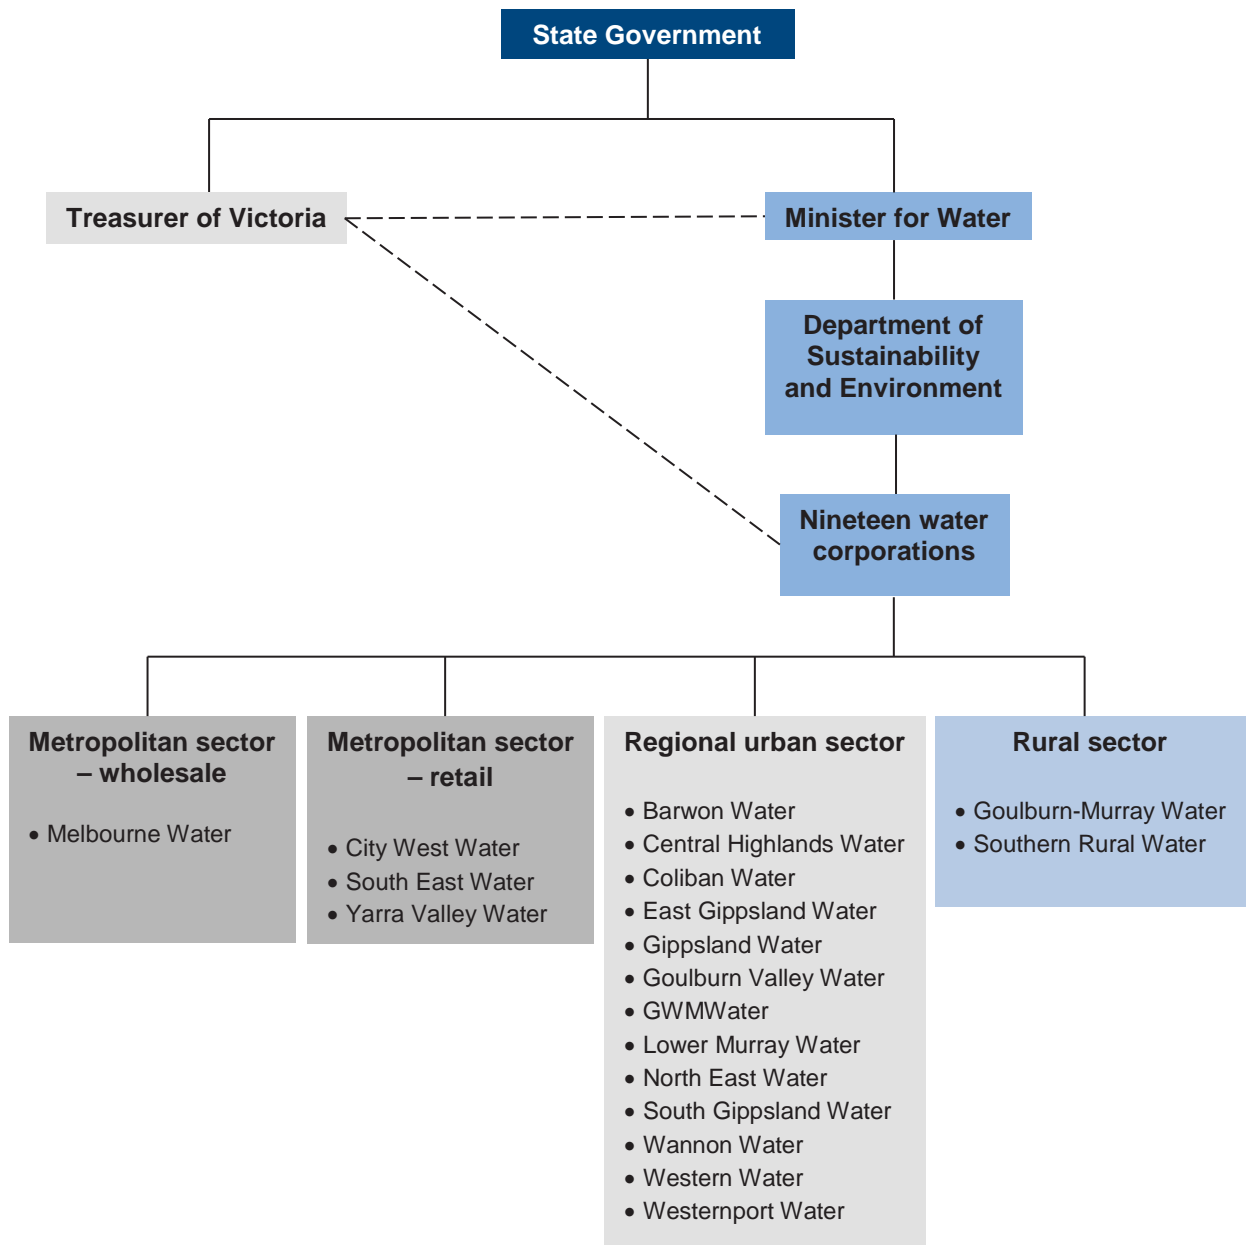 State Government
Treasurer of Victoria
Minister for Water
Department of
Sustainability
and Environment
Nineteen water
corporations
Metropolitan sector
– wholesale
• Melbourne Water
Metropolitan sector
– retail
• City West Water
• South East Water
• Yarra Valley Water
Regional urban sector
• Barwon Water
• Central Highlands Water
• Coliban Water
• East Gippsland Water
• Gippsland Water
• Goulburn Valley Water
• GWMWater
• Lower Murray Water
• North East Water
• South Gippsland Water
• Wannon Water
• Western Water
• Westernport Water
Rural sector
• Goulburn-Murray Water
• Southern Rural Water